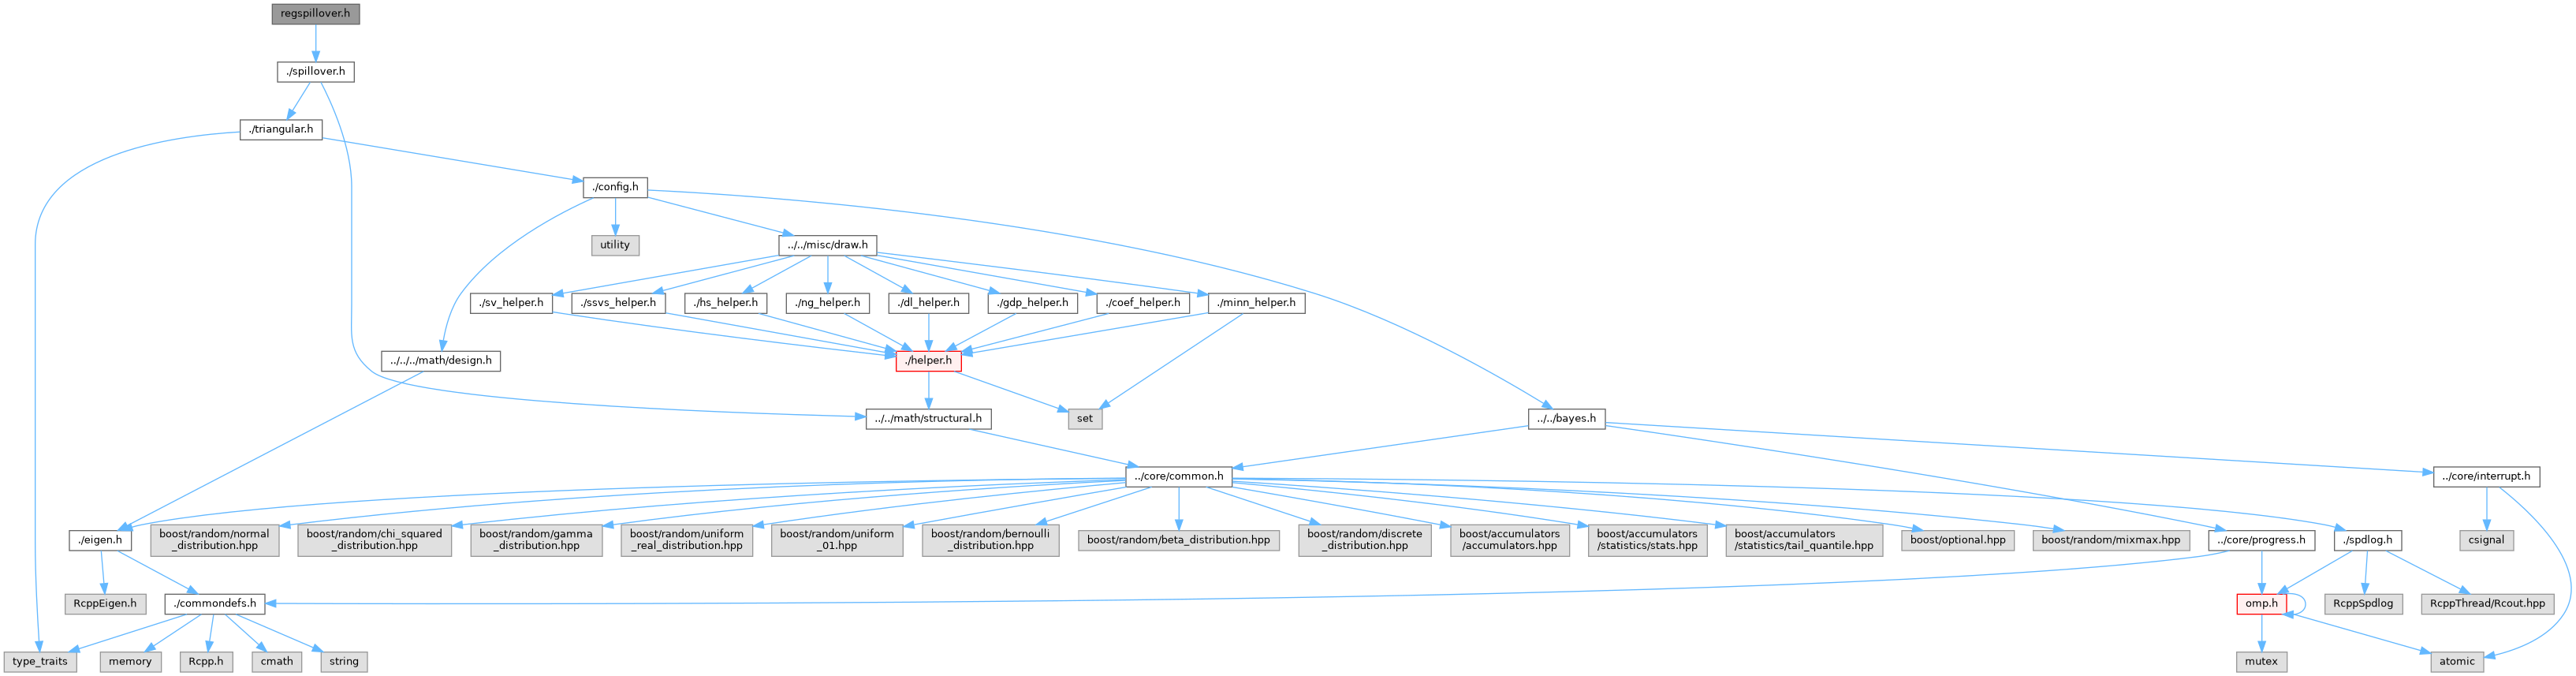 regspillover.h
./spillover.h
./triangular.h
./config.h
utility
../../misc/draw.h
./sv_helper.h
./ssvs_helper.h
./hs_helper.h
./ng_helper.h
./dl_helper.h
./gdp_helper.h
./coef_helper.h
./minn_helper.h
../../../math/design.h
./helper.h
../../math/structural.h
set
../../bayes.h
../core/common.h
../core/interrupt.h
./eigen.h
boost/random/normal
_distribution.hpp
boost/random/chi_squared
_distribution.hpp
boost/random/gamma
_distribution.hpp
boost/random/uniform
_real_distribution.hpp
boost/random/uniform
_01.hpp
boost/random/bernoulli
_distribution.hpp
boost/random/beta_distribution.hpp
boost/random/discrete
_distribution.hpp
boost/accumulators
/accumulators.hpp
boost/accumulators
/statistics/stats.hpp
boost/accumulators
/statistics/tail_quantile.hpp
boost/optional.hpp
boost/random/mixmax.hpp
../core/progress.h
./spdlog.h
csignal
RcppEigen.h
./commondefs.h
omp.h
RcppSpdlog
RcppThread/Rcout.hpp
type_traits
memory
Rcpp.h
cmath
string
mutex
atomic